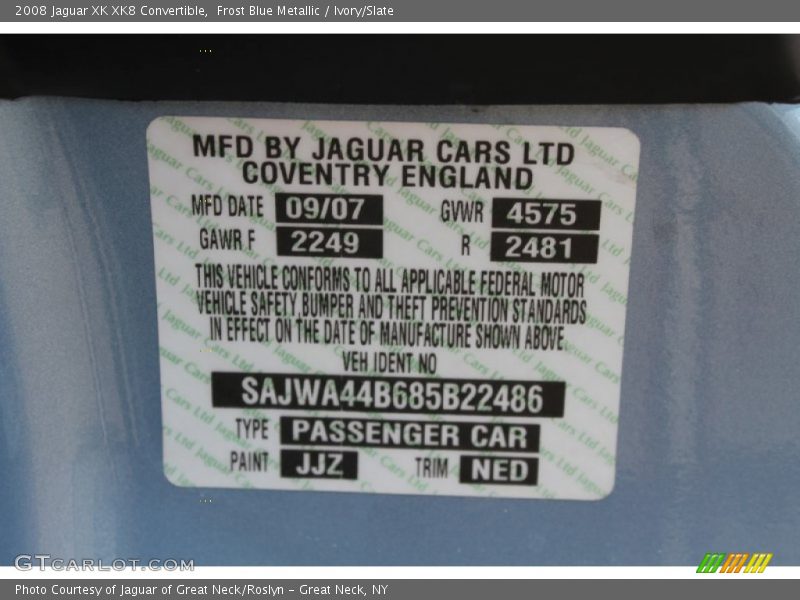 2008 Jaguar XK XK8 Convertible,  Frost Blue Metallic / Ivory/Slate
MFD BY JAGUAR CARS LTD
COVENTRY ENGLAND
MFD DATE 09/07 GVWR 4575
GAWR F 2249 R 2481
THIS VEHICLE CONFORMS TO ALL APPLICABLE FEDERAL MOTOR
VEHICLE SAFETY,BUMPER AND THEFT PREVENTION STANDARDS
IN EFFECT ON THE DATE OF MANUFACTURE SHOWN ABOVE.
VEH IDENT NO
SAJWA44B685B22486
TYPE PASSENGER CAR
PAINT JJZ TRIM NED
GTCARLOT.COM
Photo Courtesy of Jaguar of Great Neck/Roslyn – Great Neck, NY